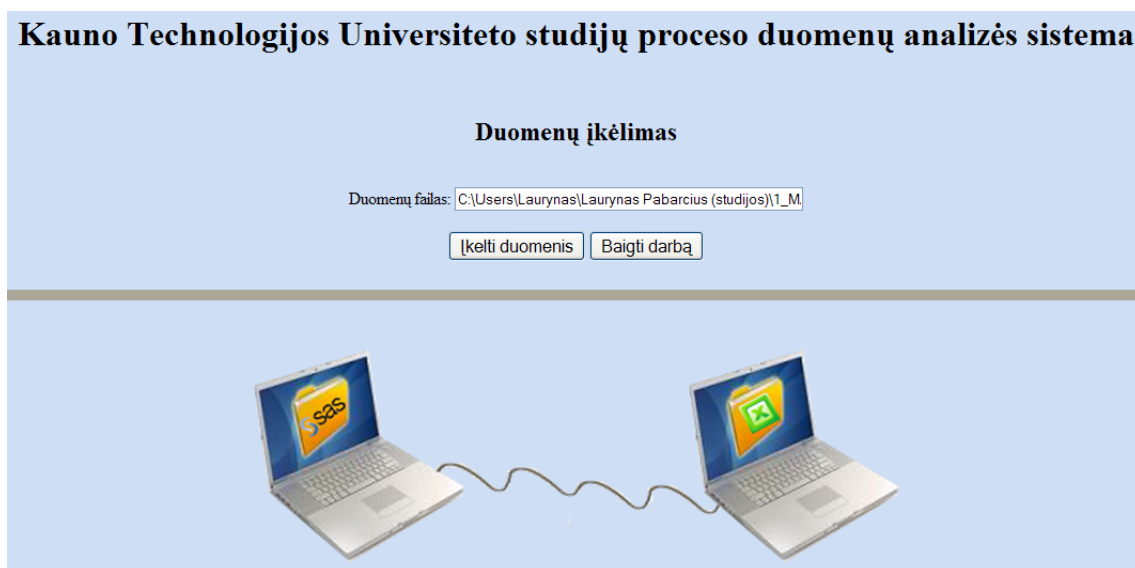 Kauno Technologijos Universiteto studijų proceso duomenų analizės sistema
Duomenų įkėlimas
Duomenų failas: C:\Users\Laurynas\Laurynas Pabarcius (studijos)\1_M.
Įkelti duomenis Baigti darbą
sas X